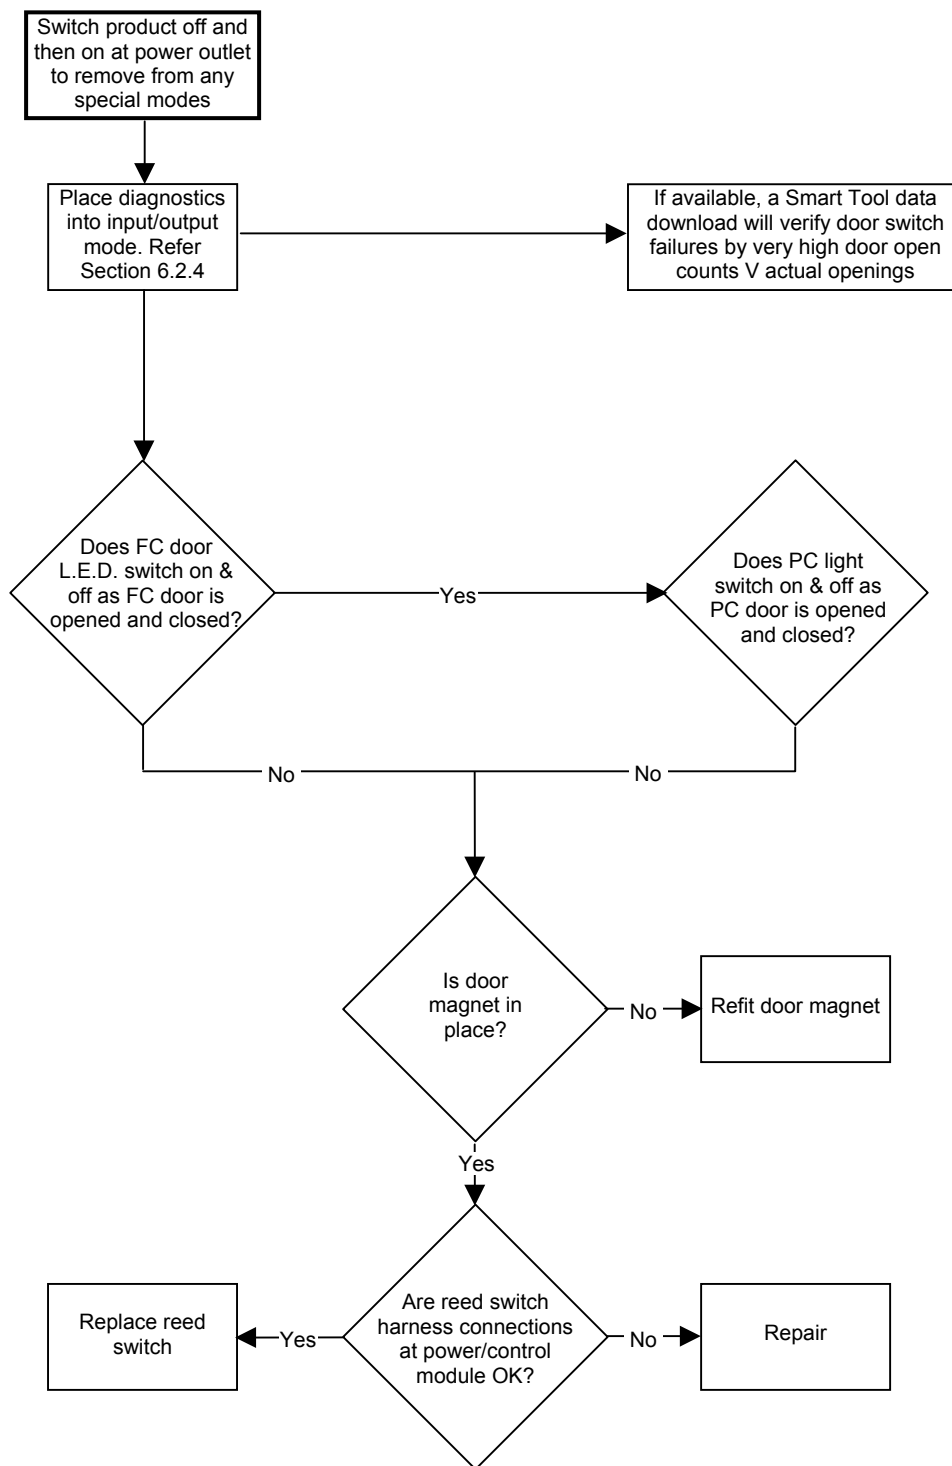 Switch product off and
then on at power outlet
to remove from any
special modes
Place diagnostics
into input/output
mode. Refer
Section 6.2.4
If available, a Smart Tool data
download will verify door switch
failures by very high door open
counts V actual openings
Does FC door
L.E.D. switch on &
off as FC door is
opened and closed?
Yes
Does PC light
switch on & off as
PC door is opened
and closed?
No
No
Is door
magnet in
place?
No
Refit door magnet
Yes
Are reed switch
harness connections
at power/control
module OK?
Yes
Replace reed
switch
No
Repair